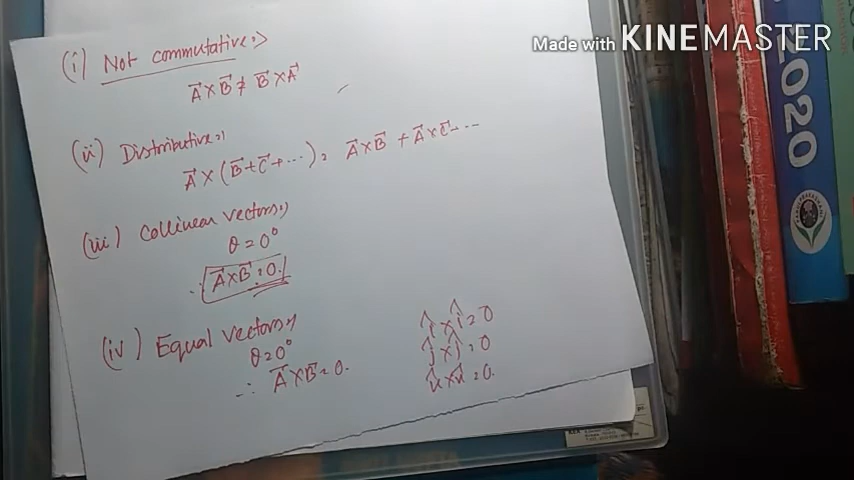 Made with KINEMASTER
2020
(i) Not commutative :>
A⃗ × B⃗ ≠ B⃗ × A⃗
(ii) Distributive :)
A⃗ × (B⃗ + C⃗ + ...) = A⃗ × B⃗ + A⃗ × C⃗ - ...
(iii) Collinear vectors :)
θ = 0°
∴ A⃗ × B⃗ = 0.
(iv) Equal vectors :)
θ = 0°
∴ A⃗ × B⃗ = 0.
î × î = 0
ĵ × ĵ = 0
k̂ × k̂ = 0.